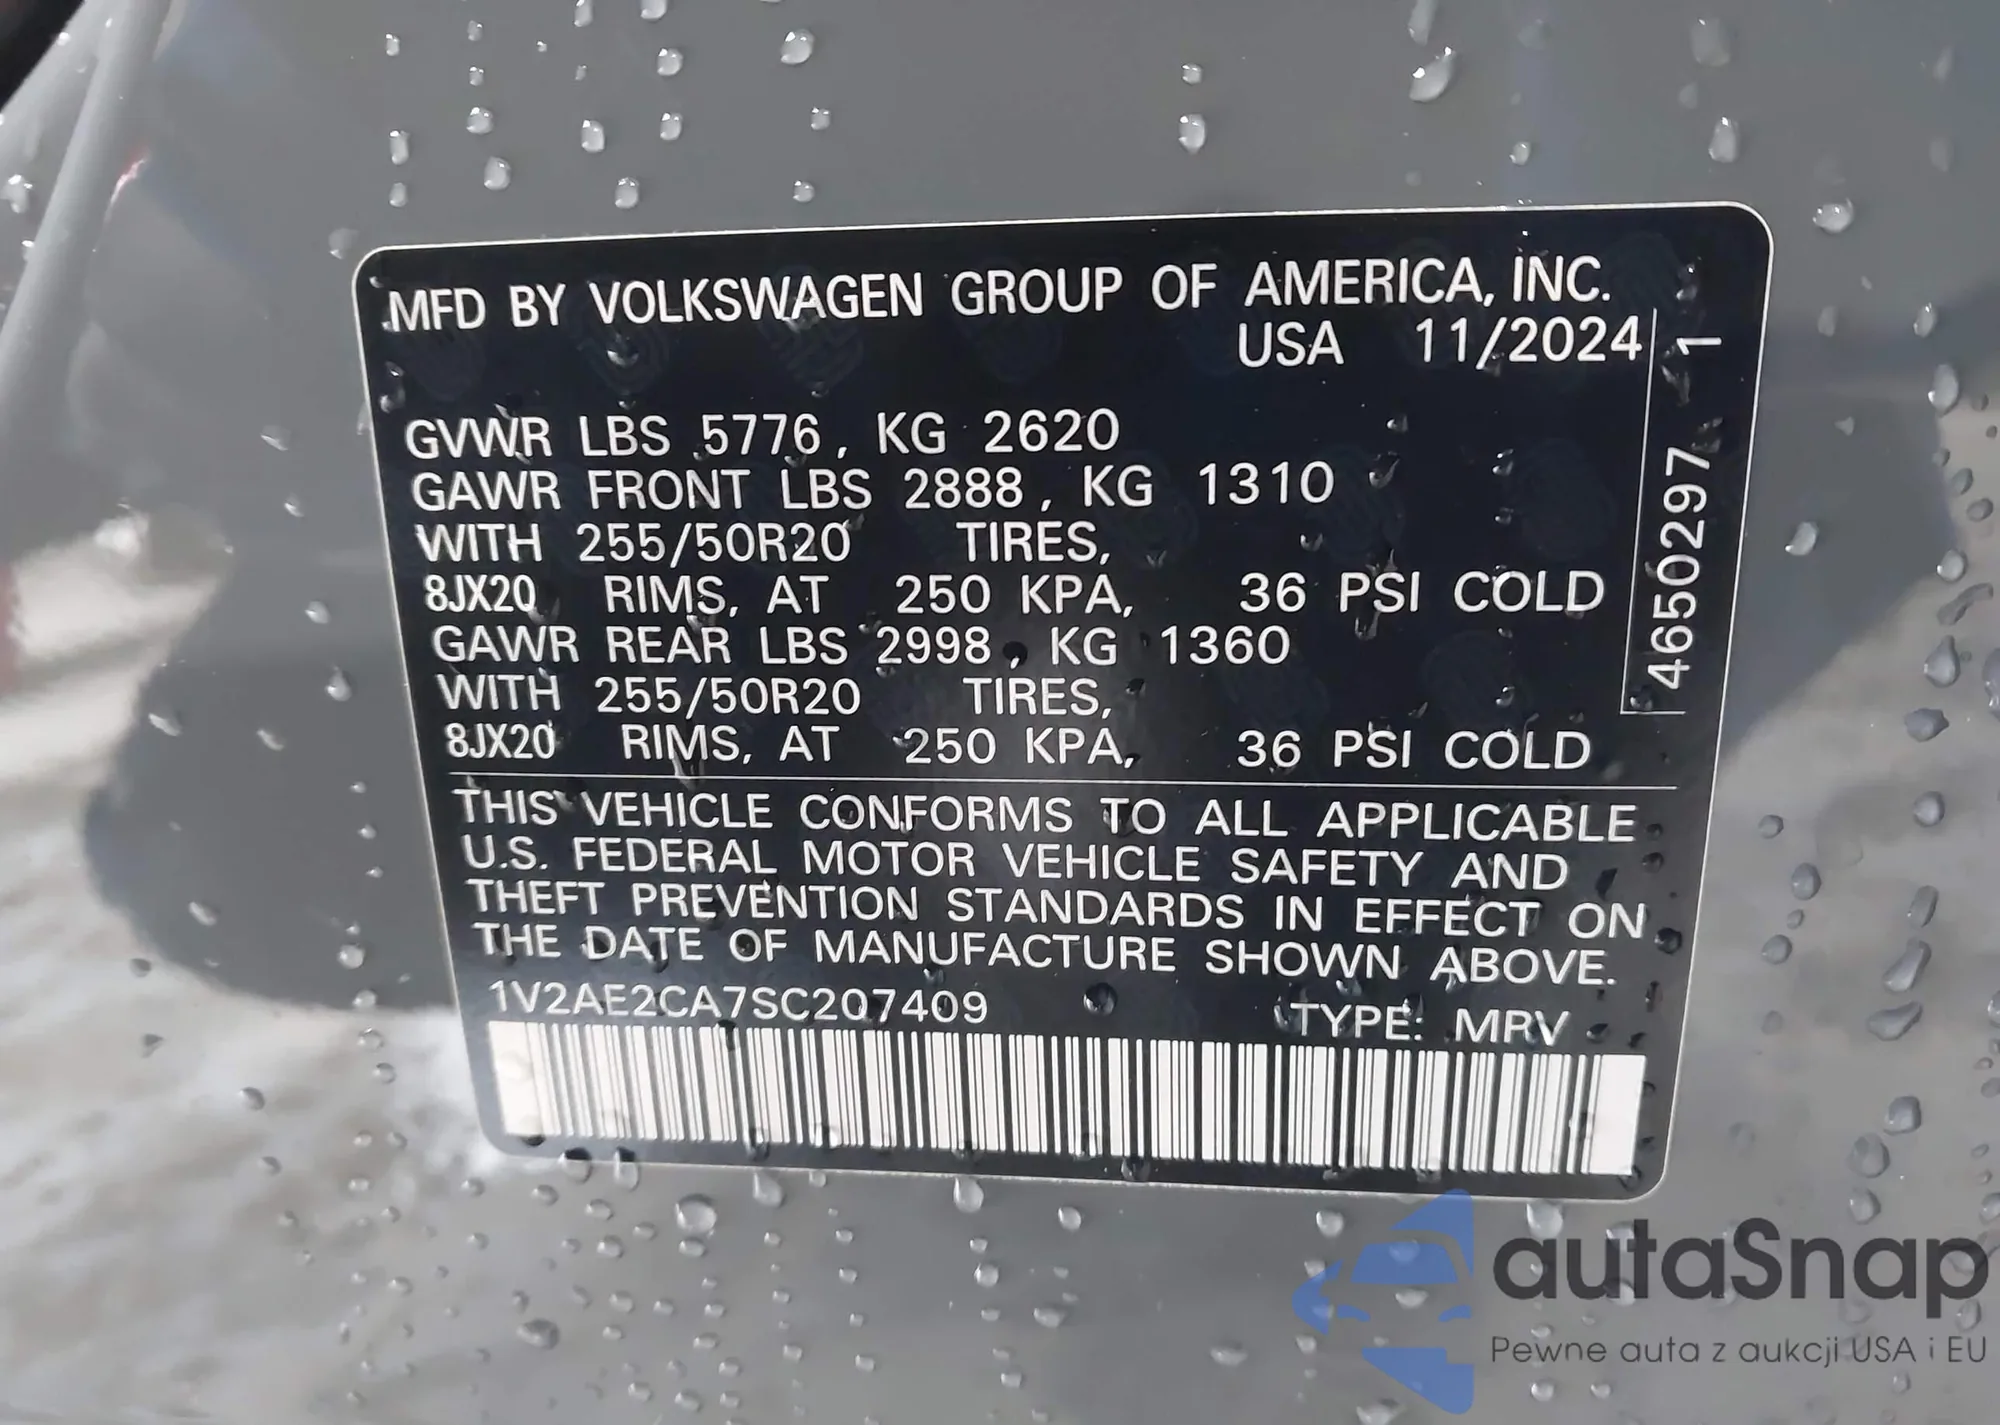 MFD BY VOLKSWAGEN GROUP OF AMERICA, INC.
USA 11/2024
GVWR LBS 5776, KG 2620
GAWR FRONT LBS 2888, KG 1310
WITH 255/50R20 TIRES,
8JX20 RIMS, AT 250 KPA, 36 PSI COLD
GAWR REAR LBS 2998, KG 1360
WITH 255/50R20 TIRES,
8JX20 RIMS, AT 250 KPA, 36 PSI COLD
THIS VEHICLE CONFORMS TO ALL APPLICABLE
U.S. FEDERAL MOTOR VEHICLE SAFETY AND
THEFT PREVENTION STANDARDS IN EFFECT ON
THE DATE OF MANUFACTURE SHOWN ABOVE.
1V2AE2CA7SC207409 TYPE: MRV
46502971 1
autaSnap
Pewne auta z aukcji USA i EU